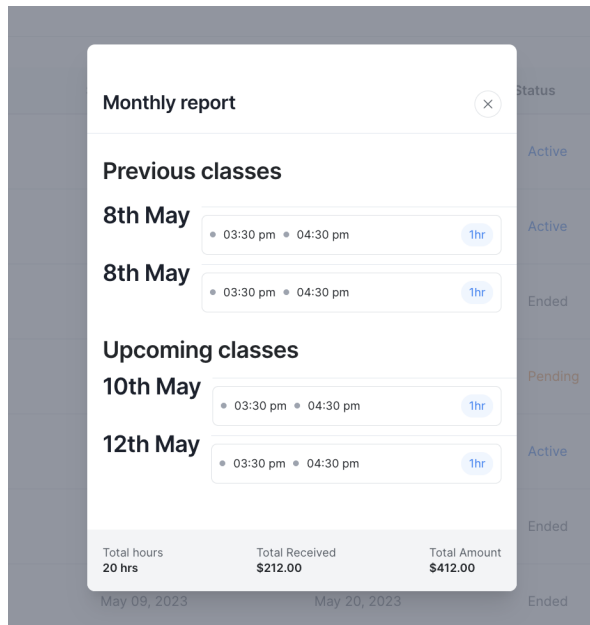 Status
Monthly report
Active
Previous classes
8th May
03:30 pm 04:30 pm 1hr
Active
8th May
03:30 pm 04:30 pm 1hr
Ended
Upcoming classes
10th May
03:30 pm 04:30 pm 1hr
Pending
12th May
03:30 pm 04:30 pm 1hr
Active
Ended
Total hours Total Received Total Amount
20 hrs $212.00 $412.00
May 09, 2023 May 20, 2023 Ended